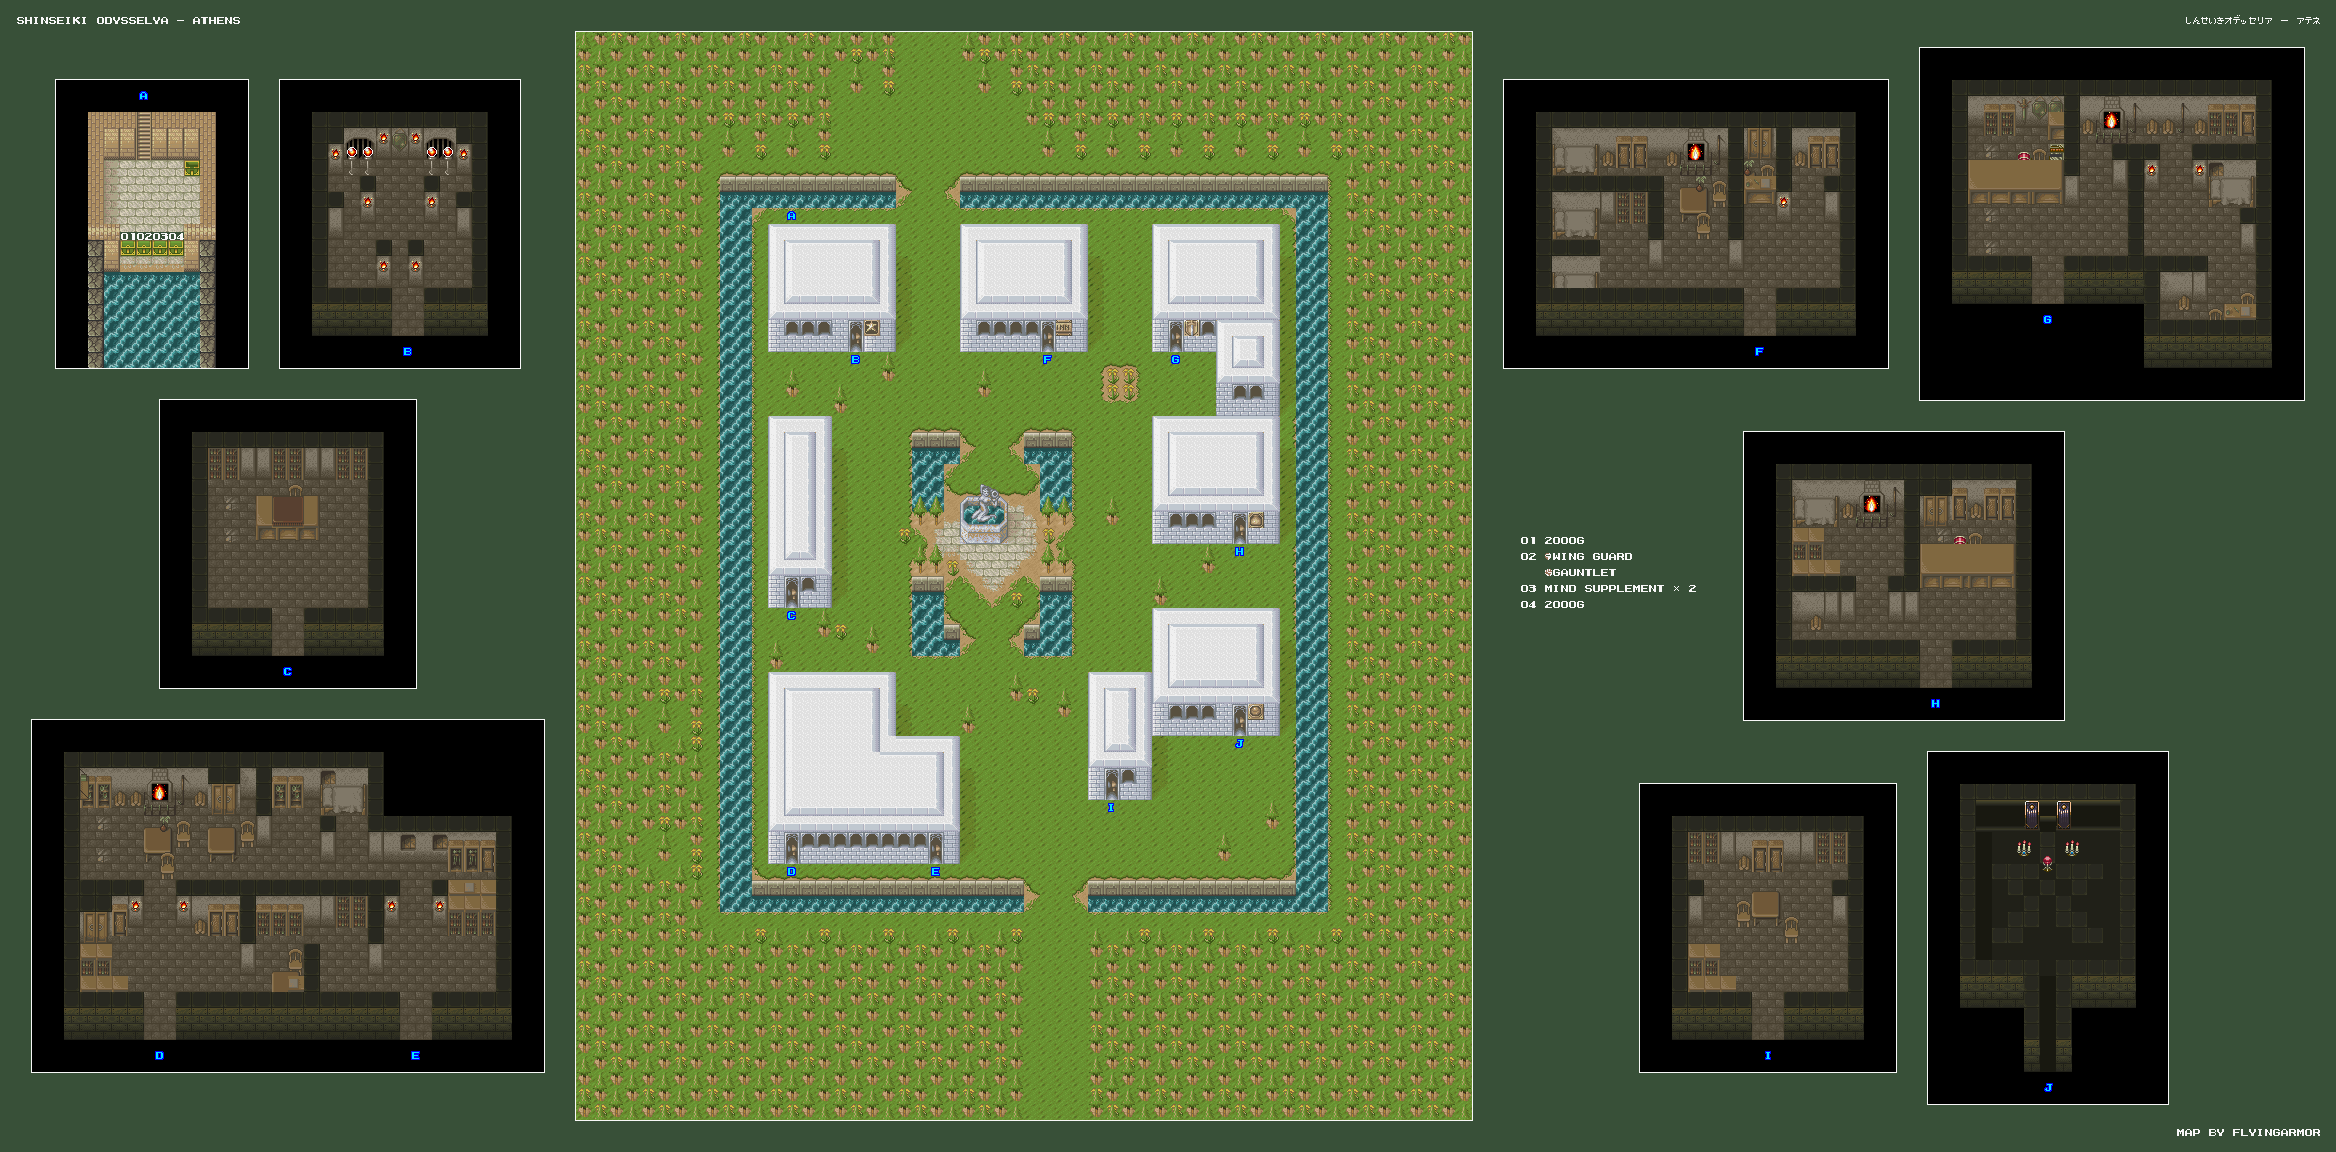 SHINSEIKI ODYSSELYA – ATHENS
しんせいきオデッセリア － アテネ
A
B
A
01020304
B
F
G
F
G
B
F
G
C
H
01 2000G
02 WING GUARD
GAUNTLET
03 MIND SUPPLEMENT × 2
04 2000G
C
H
J
D
E
I
D
E
I
J
INN
MAP BY FLYINGARMOR